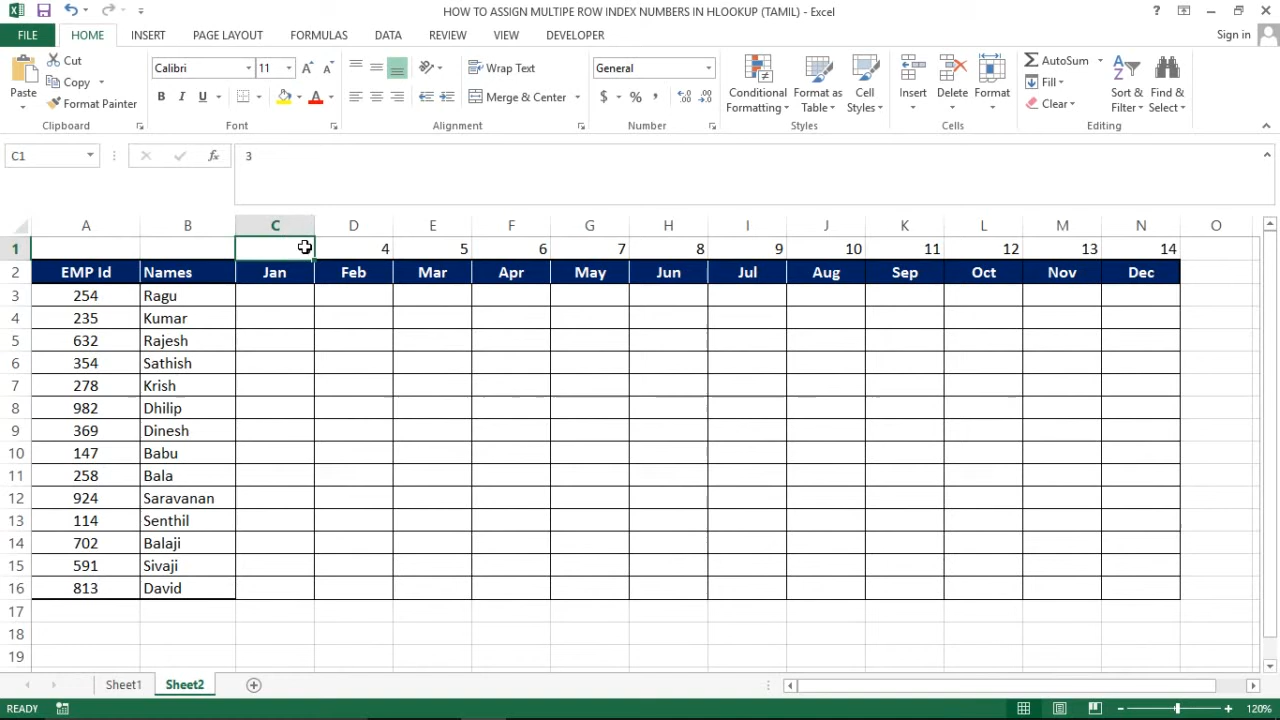 HOW TO ASSIGN MULTIPE ROW INDEX NUMBERS IN HLOOKUP (TAMIL) - Excel
FILE HOME INSERT PAGE LAYOUT FORMULAS DATA REVIEW VIEW DEVELOPER Sign in
Paste Cut Copy Format Painter
Calibri 11 Wrap Text Merge & Center General
Conditional Formatting Format as Table Cell Styles Insert Delete Format
AutoSum Fill Clear Sort & Filter Find & Select
Clipboard Font Alignment Number Styles Cells Editing
C1 fx 3
A B C D E F G H I J K L M N O
1 4 5 6 7 8 9 10 11 12 13 14
2 EMP Id Names Jan Feb Mar Apr May Jun Jul Aug Sep Oct Nov Dec
3 254 Ragu
4 235 Kumar
5 632 Rajesh
6 354 Sathish
7 278 Krish
8 982 Dhilip
9 369 Dinesh
10 147 Babu
11 258 Bala
12 924 Saravanan
13 114 Senthil
14 702 Balaji
15 591 Sivaji
16 813 David
17
18
19
Sheet1 Sheet2
READY 120%